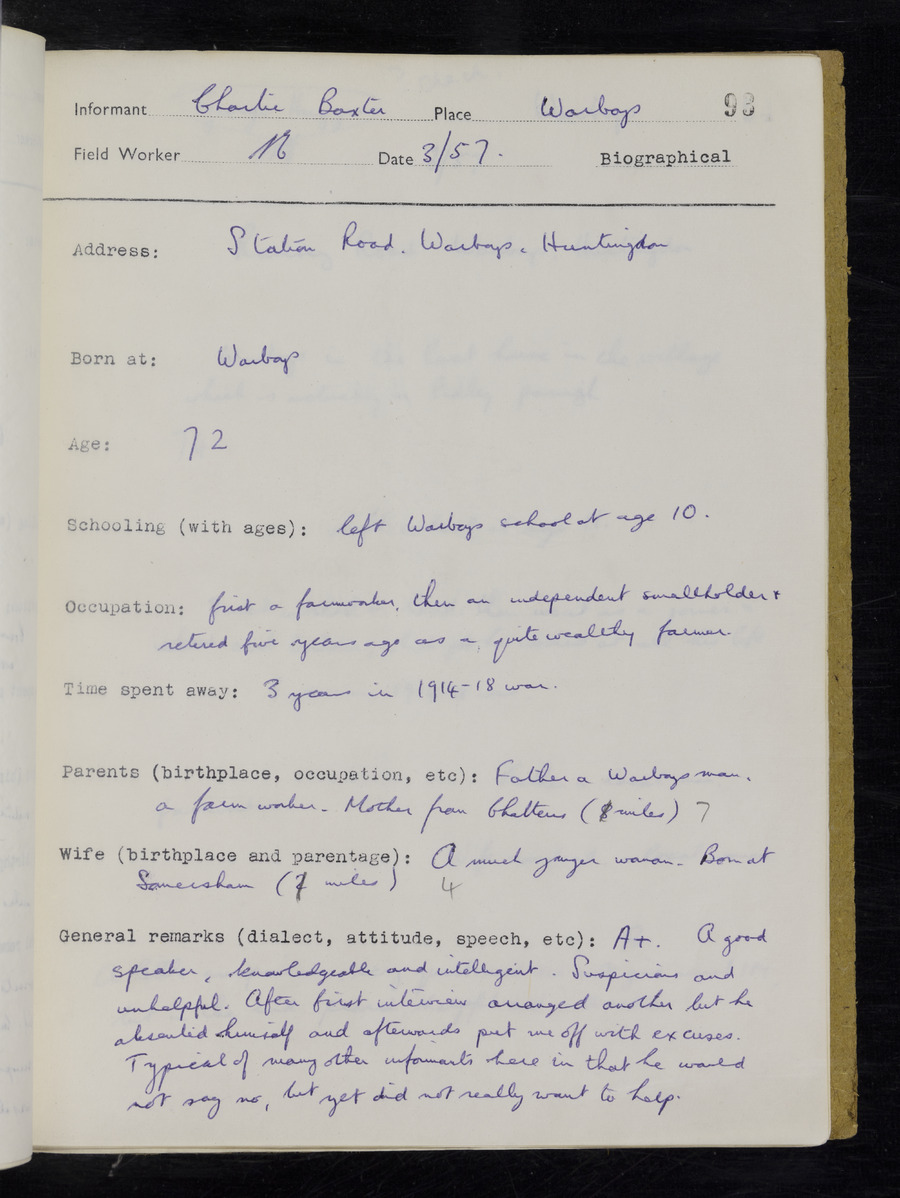 Informant Charlie Baxter Place Warboys 93
Field Worker Date 3/57. Biographical
Address: Station Road. Warboys. Huntingdon
Born at: Warboys
Age: 72
Schooling (with ages): left Warboys school at age 10.
Occupation: first a farmworker, then an independent smallholder +
retired five years ago as a quite wealthy farmer.
Time spent away: 3 years in 1914-18 war.
Parents (birthplace, occupation, etc): Father a Warboys man.
a farm worker. Mother from Chatteris (8 miles) 7
Wife (birthplace and parentage): A much younger woman. Born at
Somersham (7 miles) 4
General remarks (dialect, attitude, speech, etc): A+. A good
speaker, knowledgeable and intelligent. Suspicious and
unhelpful. After first interview arranged another but he
absented himself and afterwards put me off with excuses.
Typical of many other informants here in that he would
not say no, but yet did not really want to help.